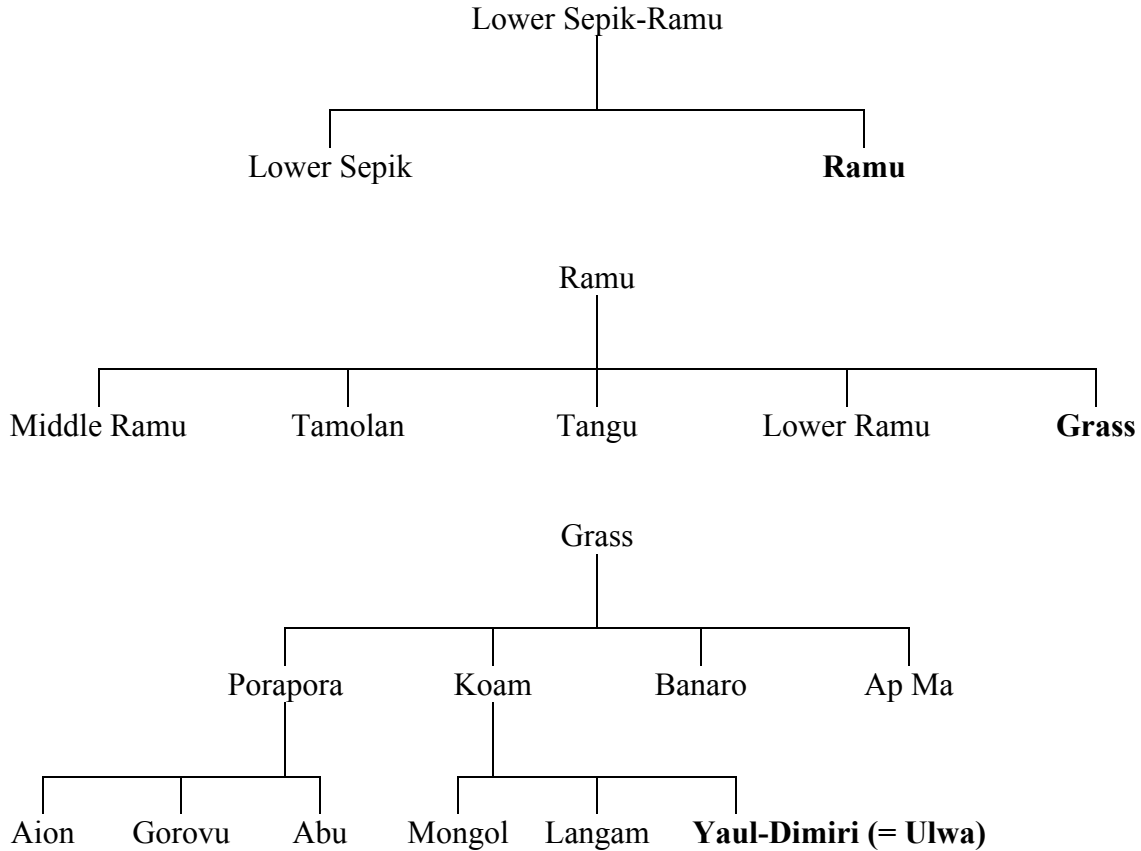 Lower Sepik-Ramu
Lower Sepik Ramu
Ramu
Middle Ramu Tamolan Tangu Lower Ramu Grass
Grass
Porapora Koam Banaro Ap Ma
Aion Gorovu Abu Mongol Langam Yaul-Dimiri (= Ulwa)